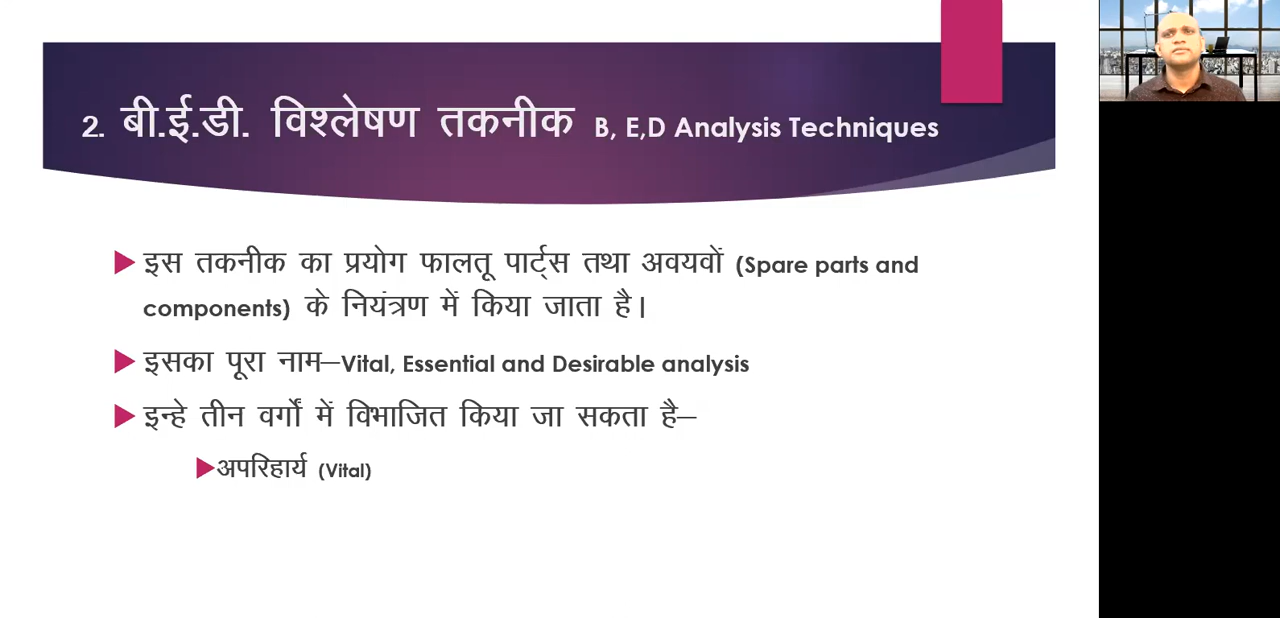 2. बी.ई.डी. विश्लेषण तकनीक B, E,D Analysis Techniques
इस तकनीक का प्रयोग फालतू पार्ट्स तथा अवयवों (Spare parts and
components) के नियंत्रण में किया जाता है।
इसका पूरा नाम–Vital, Essential and Desirable analysis
इन्हे तीन वर्गों में विभाजित किया जा सकता है–
अपरिहार्य (Vital)